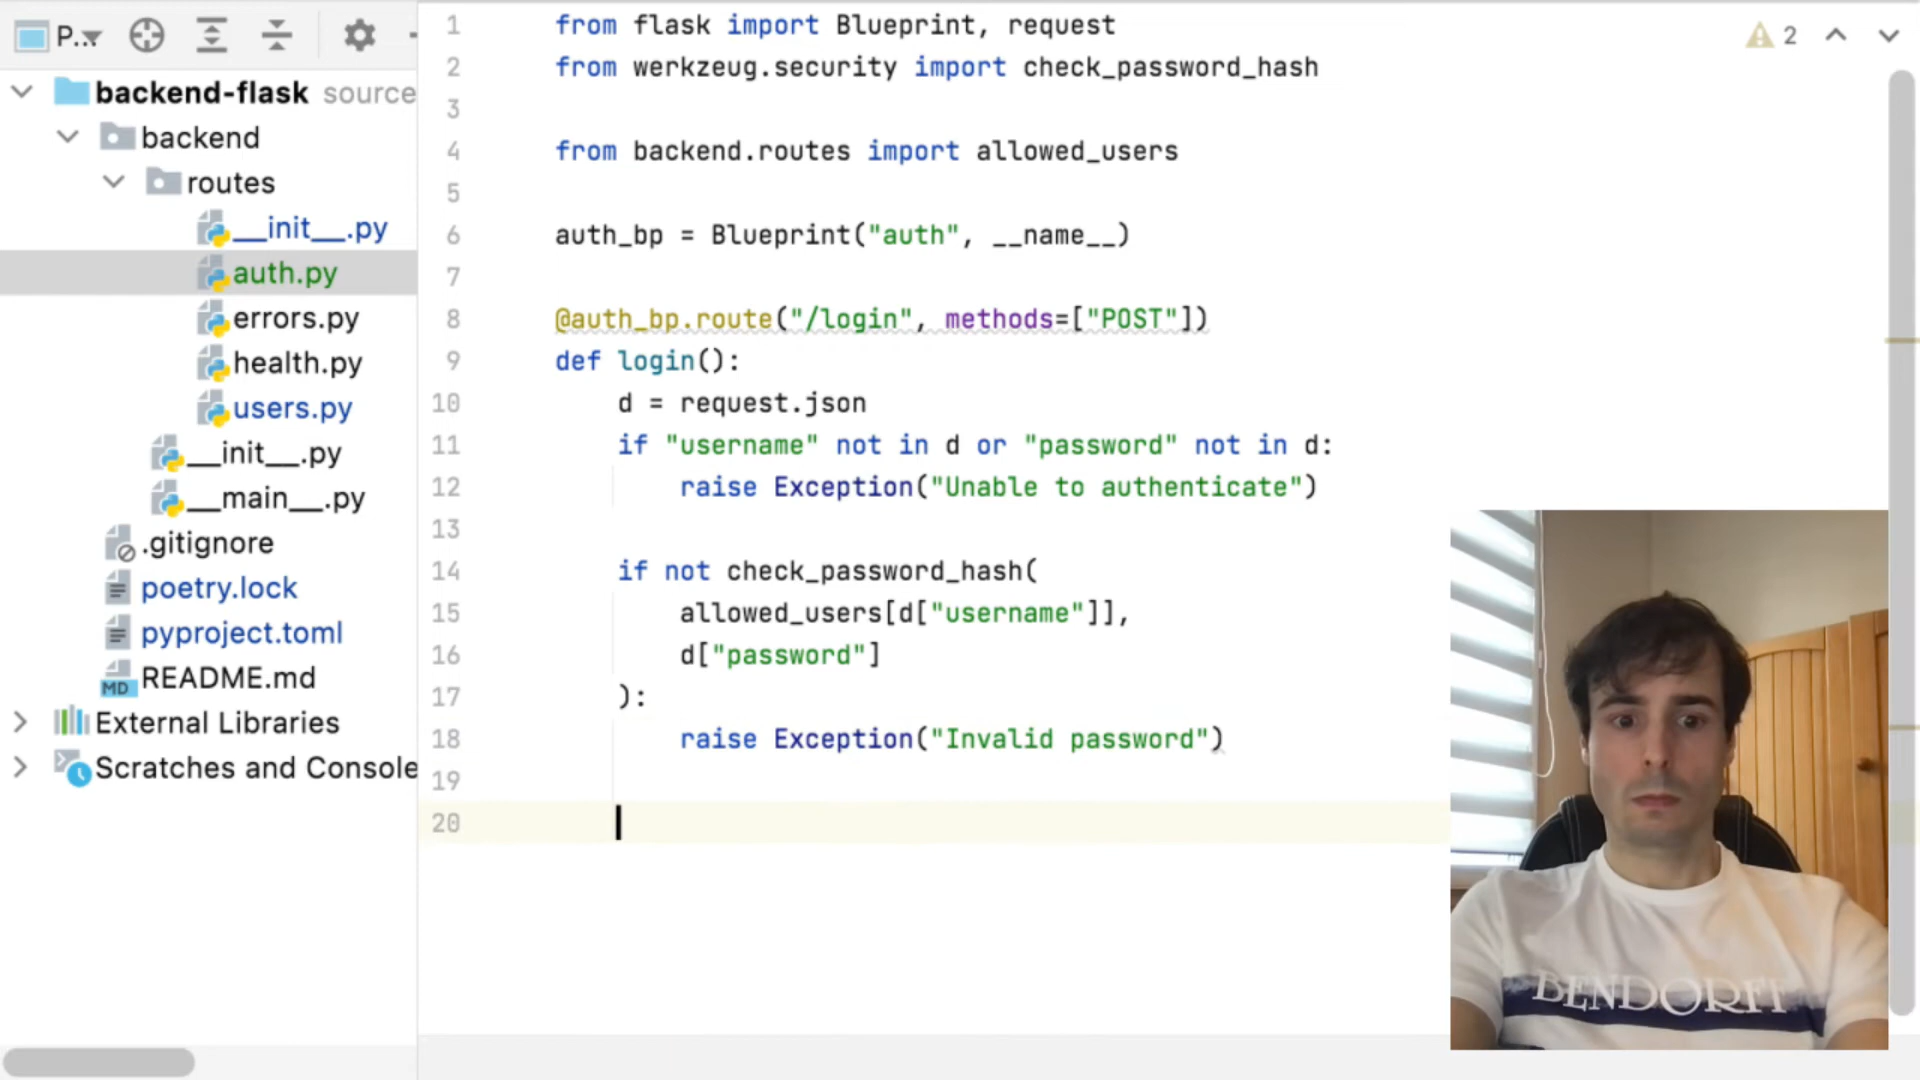 P...
backend-flask source
backend
routes
__init__.py
auth.py
errors.py
health.py
users.py
__init__.py
__main__.py
.gitignore
poetry.lock
pyproject.toml
MD README.md
External Libraries
Scratches and Console
2
1 from flask import Blueprint, request
2 from werkzeug.security import check_password_hash
3
4 from backend.routes import allowed_users
5
6 auth_bp = Blueprint("auth", __name__)
7
8 @auth_bp.route("/login", methods=["POST"])
9 def login():
10 d = request.json
11 if "username" not in d or "password" not in d:
12 raise Exception("Unable to authenticate")
13
14 if not check_password_hash(
15 allowed_users[d["username"]],
16 d["password"]
17 ):
18 raise Exception("Invalid password")
19
20
BENDORFF